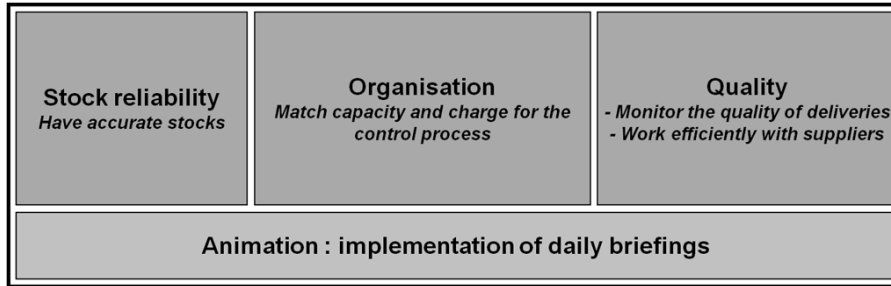 Stock reliability
Have accurate stocks
Organisation
Match capacity and charge for the
control process
Quality
- Monitor the quality of deliveries
- Work efficiently with suppliers
Animation : implementation of daily briefings